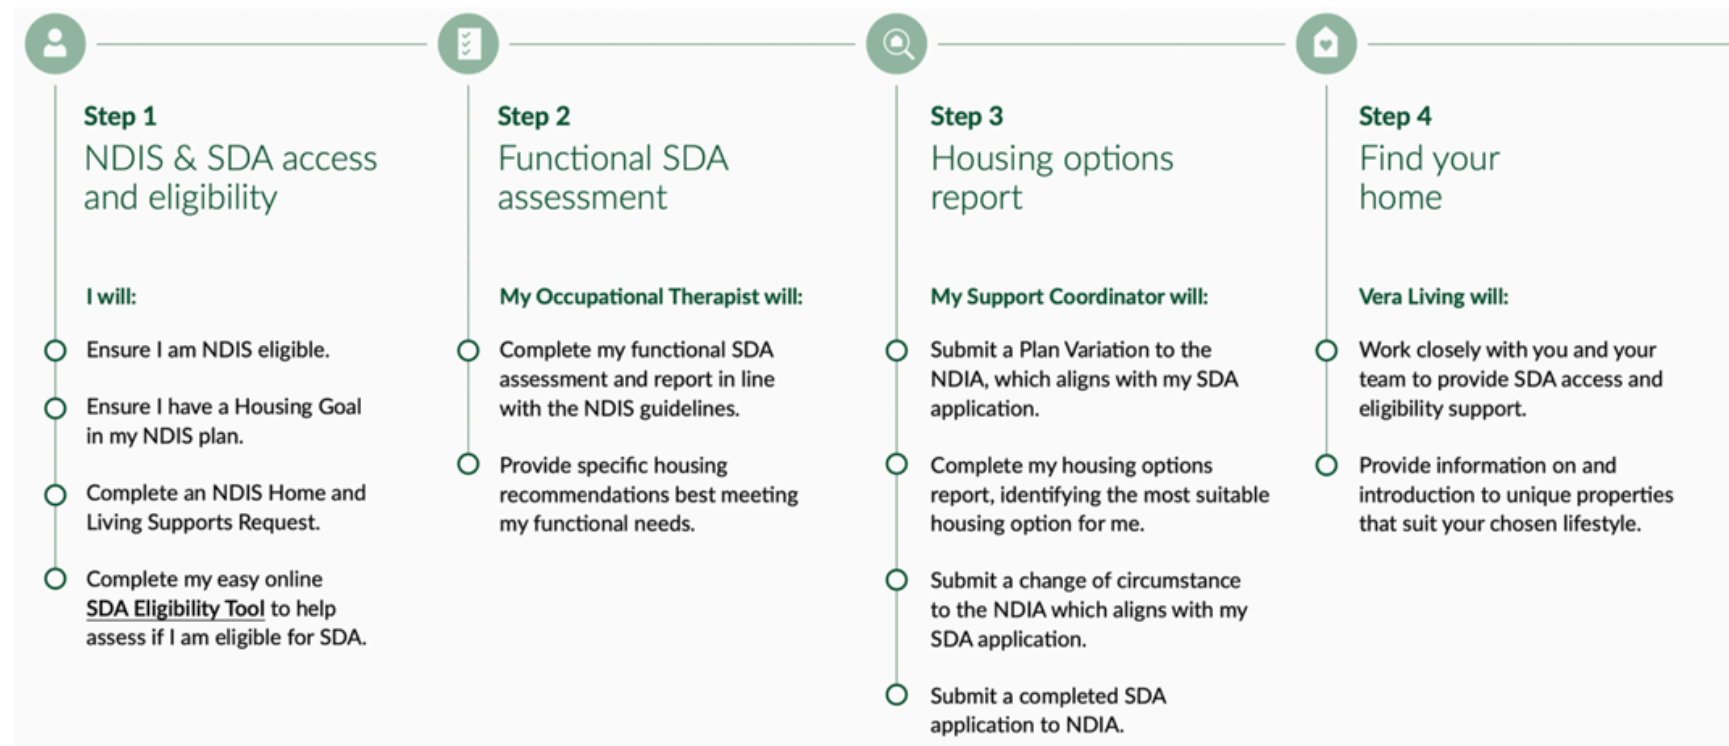 Step 1
NDIS & SDA access
and eligibility
I will:
Ensure I am NDIS eligible.
Ensure I have a Housing Goal
in my NDIS plan.
Complete an NDIS Home and
Living Supports Request.
Complete my easy online
SDA Eligibility Tool to help
assess if I am eligible for SDA.
Step 2
Functional SDA
assessment
My Occupational Therapist will:
Complete my functional SDA
assessment and report in line
with the NDIS guidelines.
Provide specific housing
recommendations best meeting
my functional needs.
Step 3
Housing options
report
My Support Coordinator will:
Submit a Plan Variation to the
NDIA, which aligns with my SDA
application.
Complete my housing options
report, identifying the most suitable
housing option for me.
Submit a change of circumstance
to the NDIA which aligns with my
SDA application.
Submit a completed SDA
application to NDIA.
Step 4
Find your
home
Vera Living will:
Work closely with you and your
team to provide SDA access and
eligibility support.
Provide information on and
introduction to unique properties
that suit your chosen lifestyle.